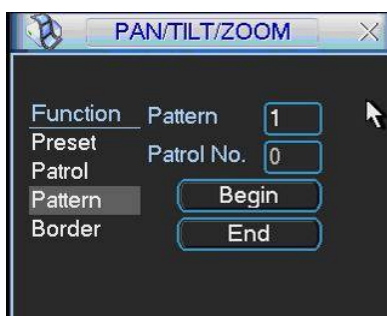 PAN/TILT/ZOOM
Function
Preset
Patrol
Pattern
Border
Pattern 1
Patrol No. 0
Begin
End